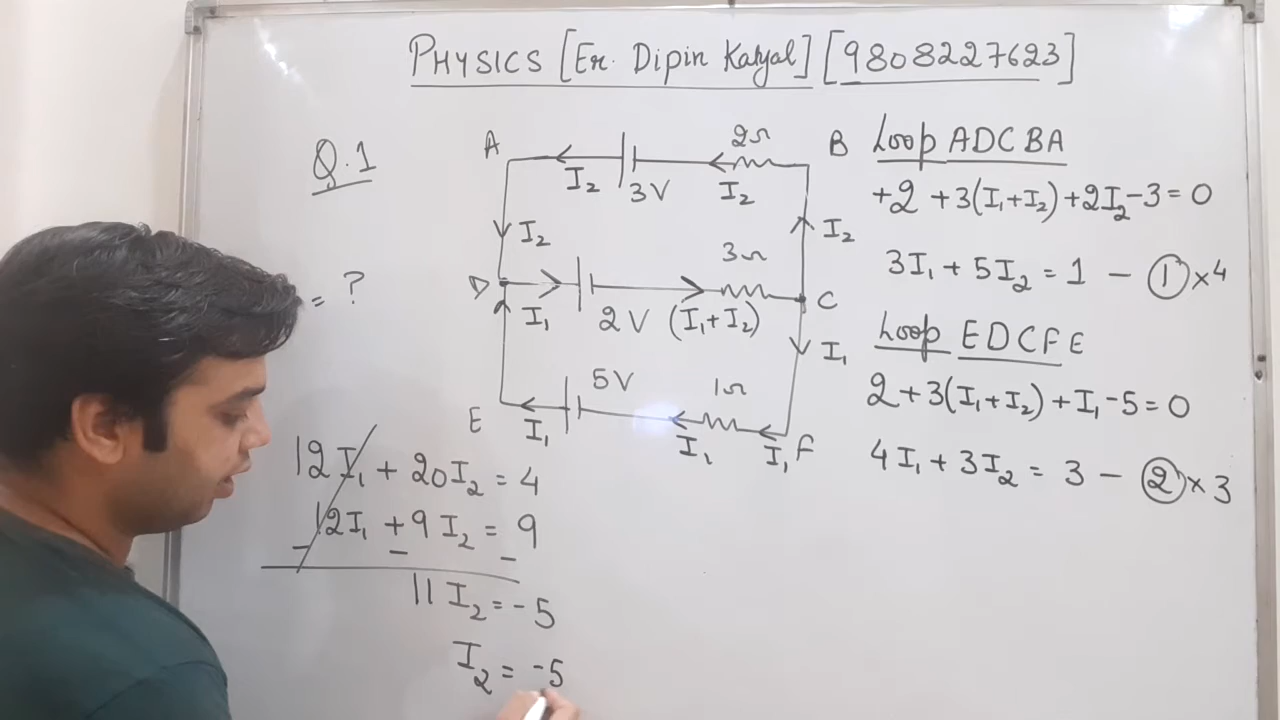 PHYSICS [Er. Dipin Katyal] [9808227623]
Q.1
= ?
A
B
2Ω
I₂
3V
I₂
I₂
I₂
3Ω
D
C
I₁
2V
(I₁+I₂)
I₁
5V
1Ω
E
I₁
I₁
I₁
F
Loop ADCBA
+2 +3(I₁+I₂)+2I₂-3=0
3I₁+5I₂=1 - ① ×4
Loop EDCFE
2+3(I₁+I₂)+I₁-5=0
4I₁+3I₂=3 - ② ×3
12I₁+20I₂=4
12I₁+9I₂=9
- - -
11I₂=-5
I₂=-5